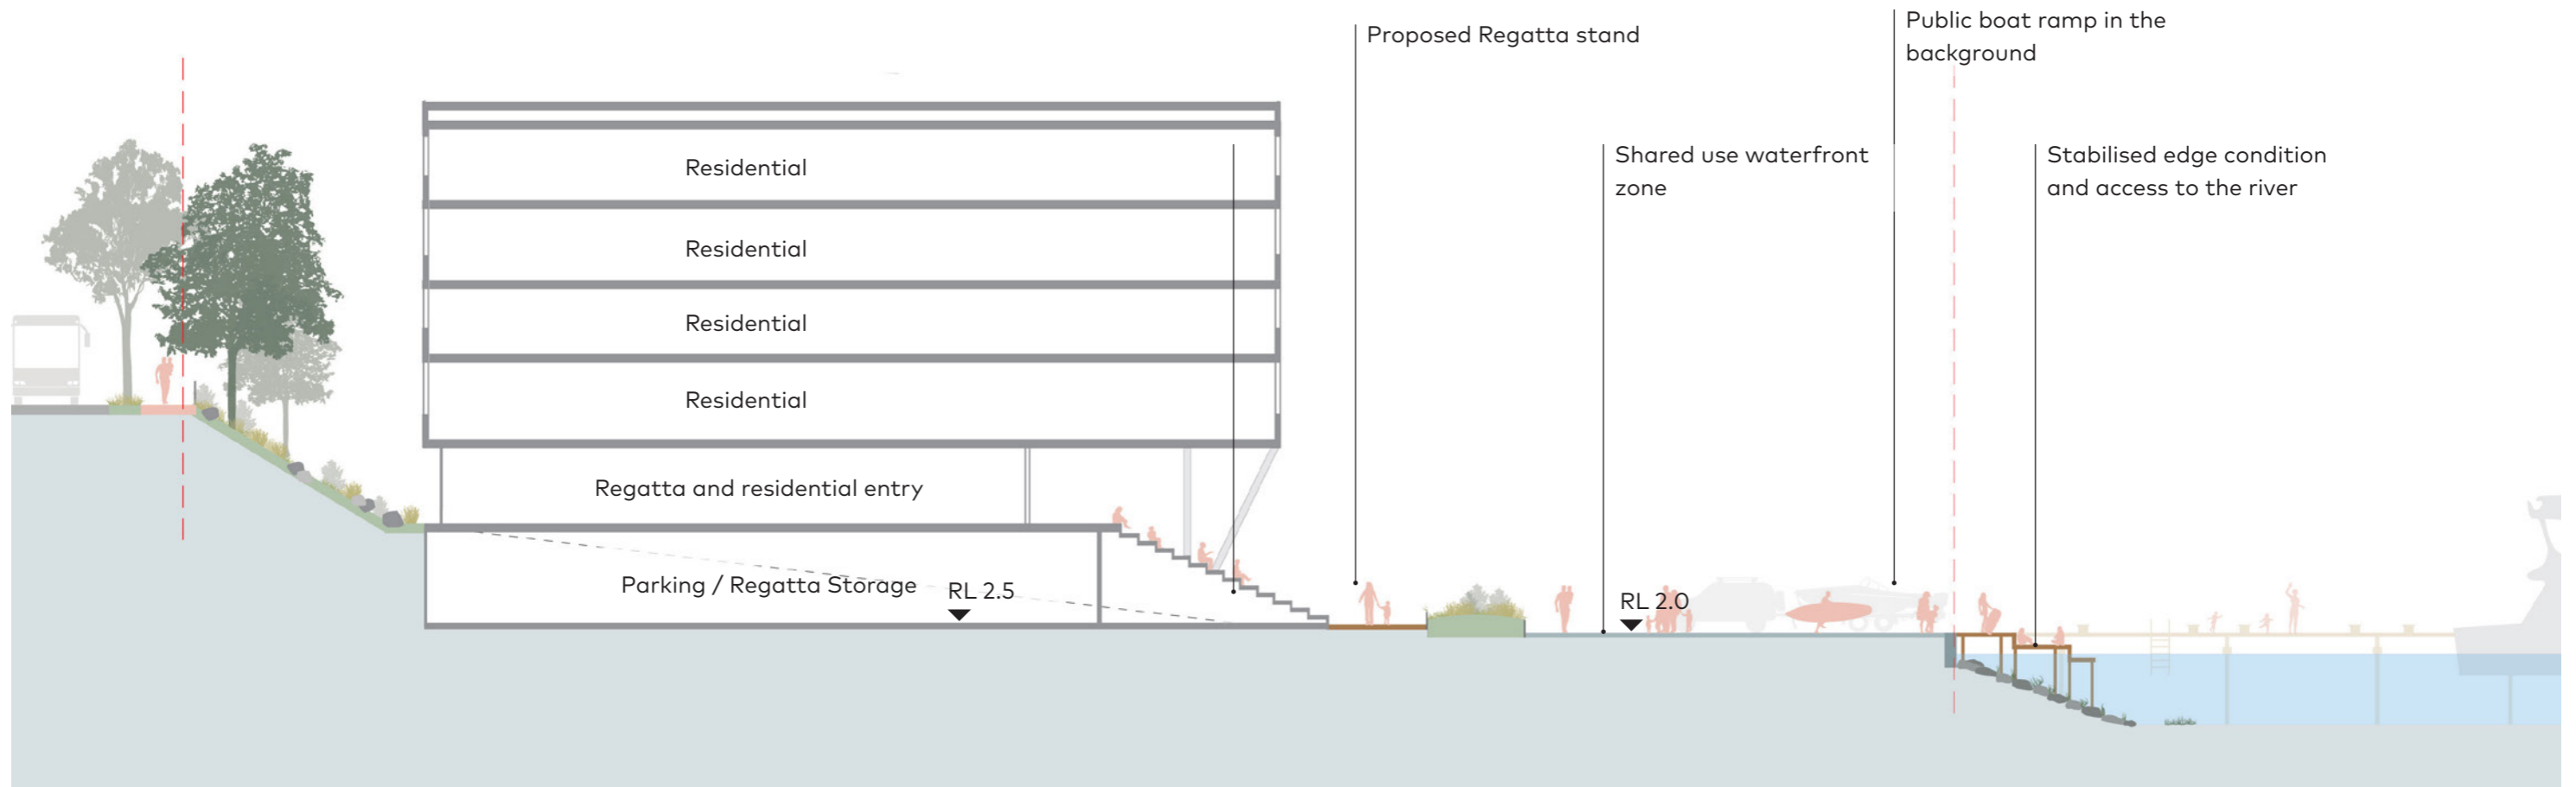 Proposed Regatta stand
Public boat ramp in the
background
Shared use waterfront
zone
Stabilised edge condition
and access to the river
Residential
Residential
Residential
Residential
Regatta and residential entry
Parking / Regatta Storage
RL 2.5
RL 2.0